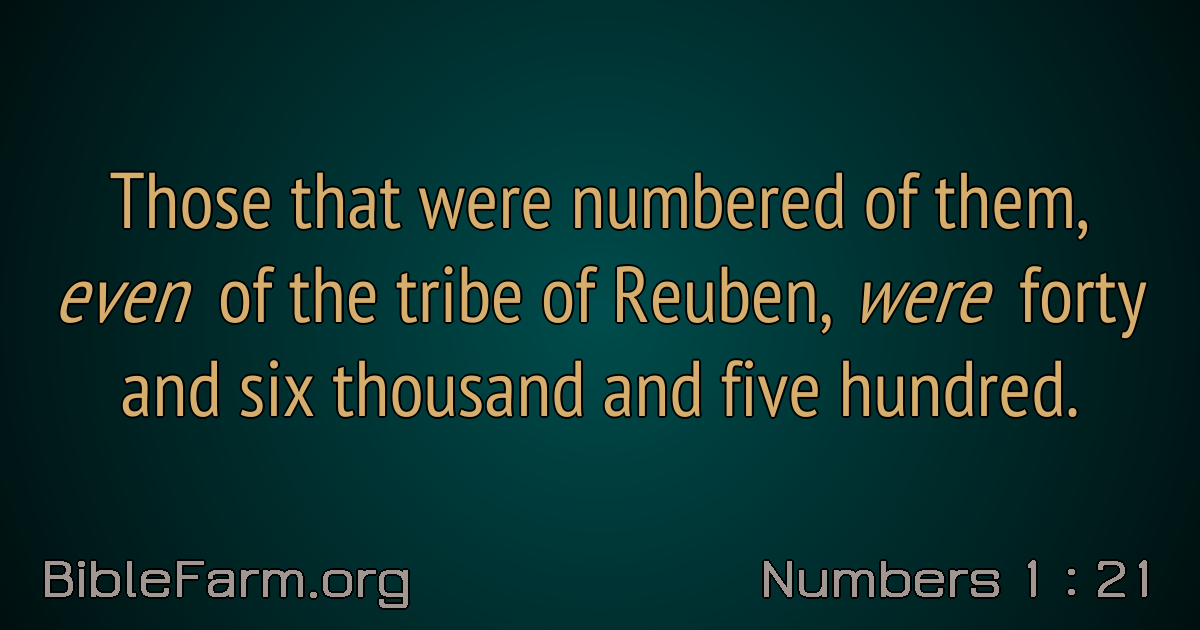 Those that were numbered of them,
even of the tribe of Reuben, were forty
and six thousand and five hundred.
BibleFarm.org
Numbers 1 : 21